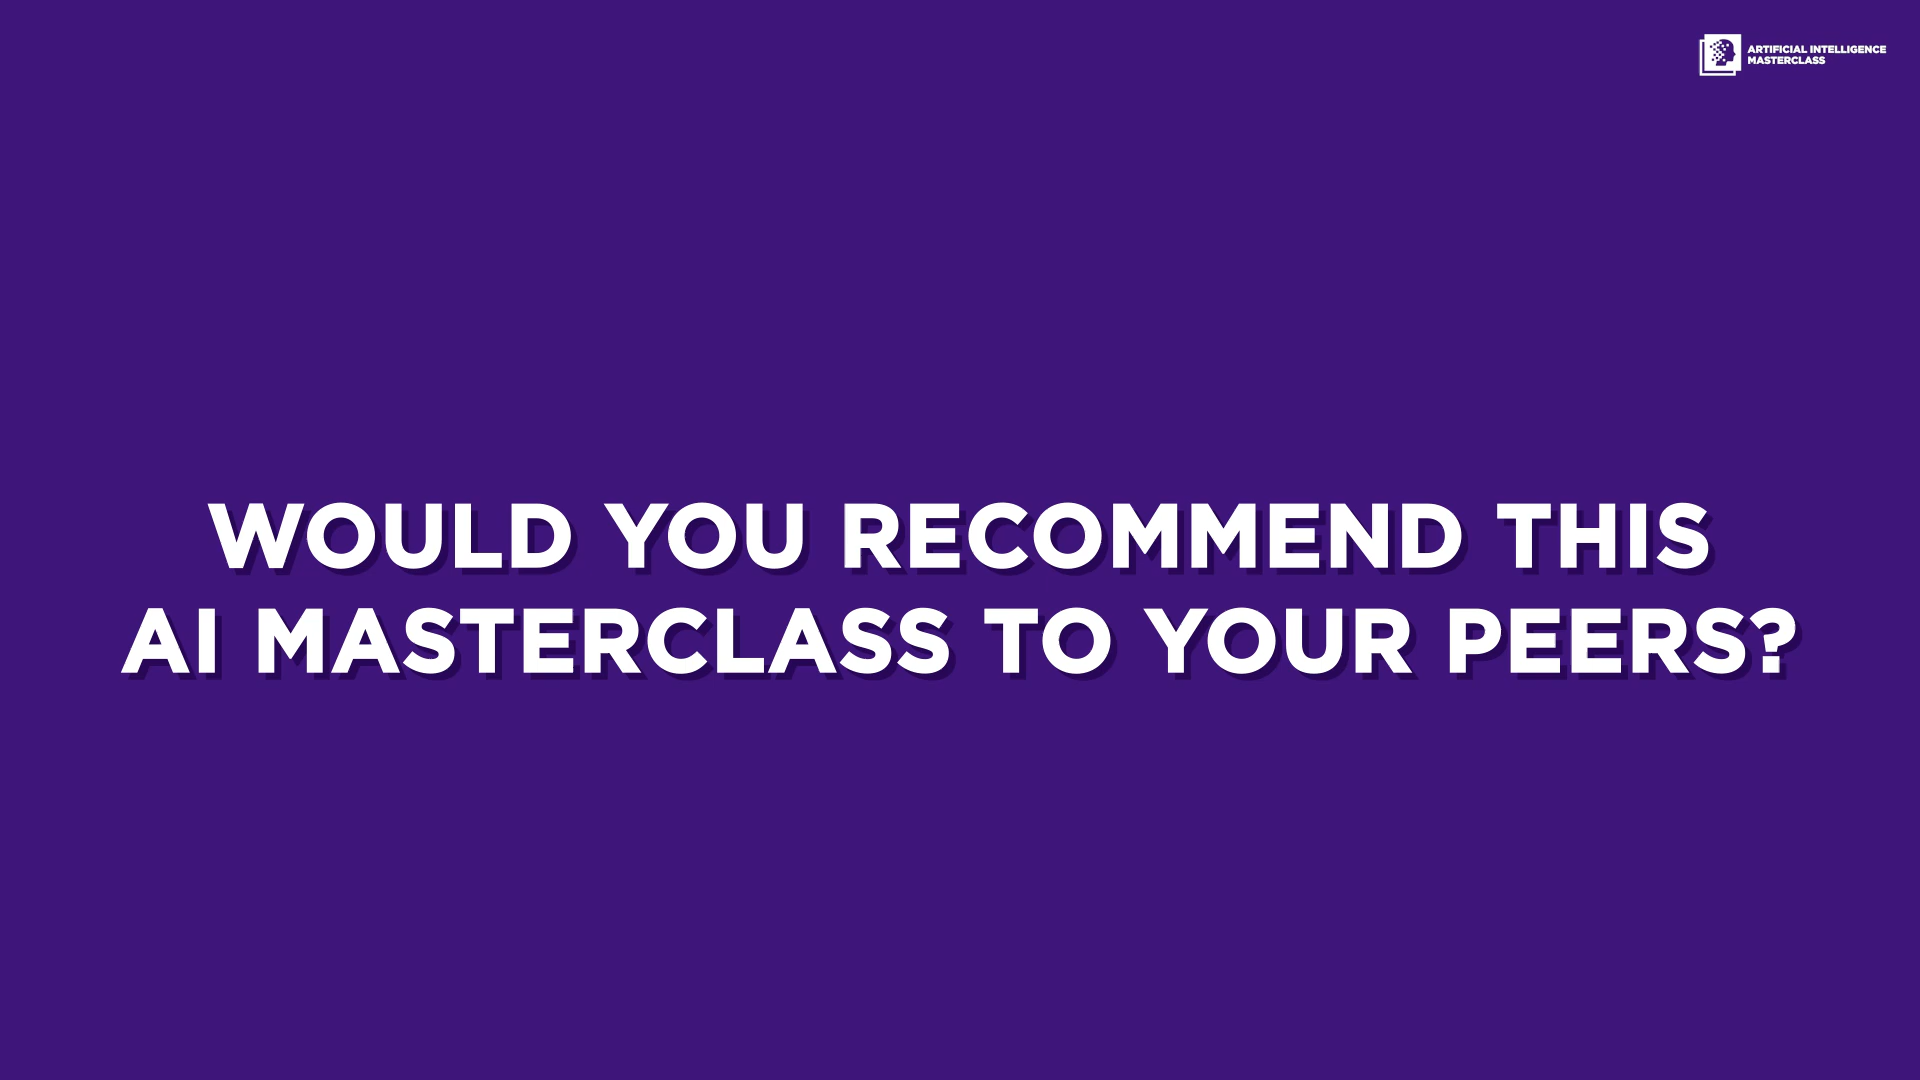 ARTIFICIAL INTELLIGENCE
MASTERCLASS
WOULD YOU RECOMMEND THIS
AI MASTERCLASS TO YOUR PEERS?